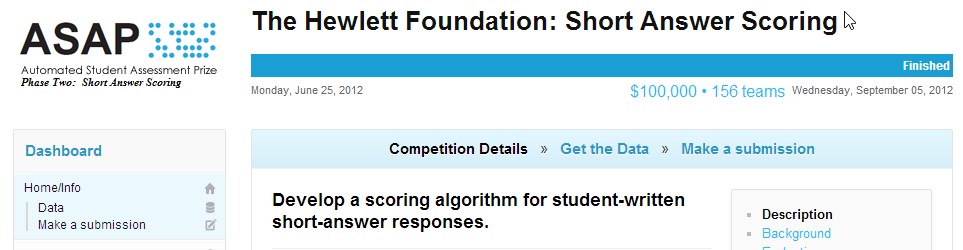 The Hewlett Foundation: Short Answer Scoring
ASAP
Automated Student Assessment Prize
Phase Two: Short Answer Scoring
Finished
Monday, June 25, 2012
$100,000 • 156 teams
Wednesday, September 05, 2012
Dashboard
Home/Info
Data
Make a submission
Competition Details » Get the Data » Make a submission
Develop a scoring algorithm for student-written
short-answer responses.
Description
Background